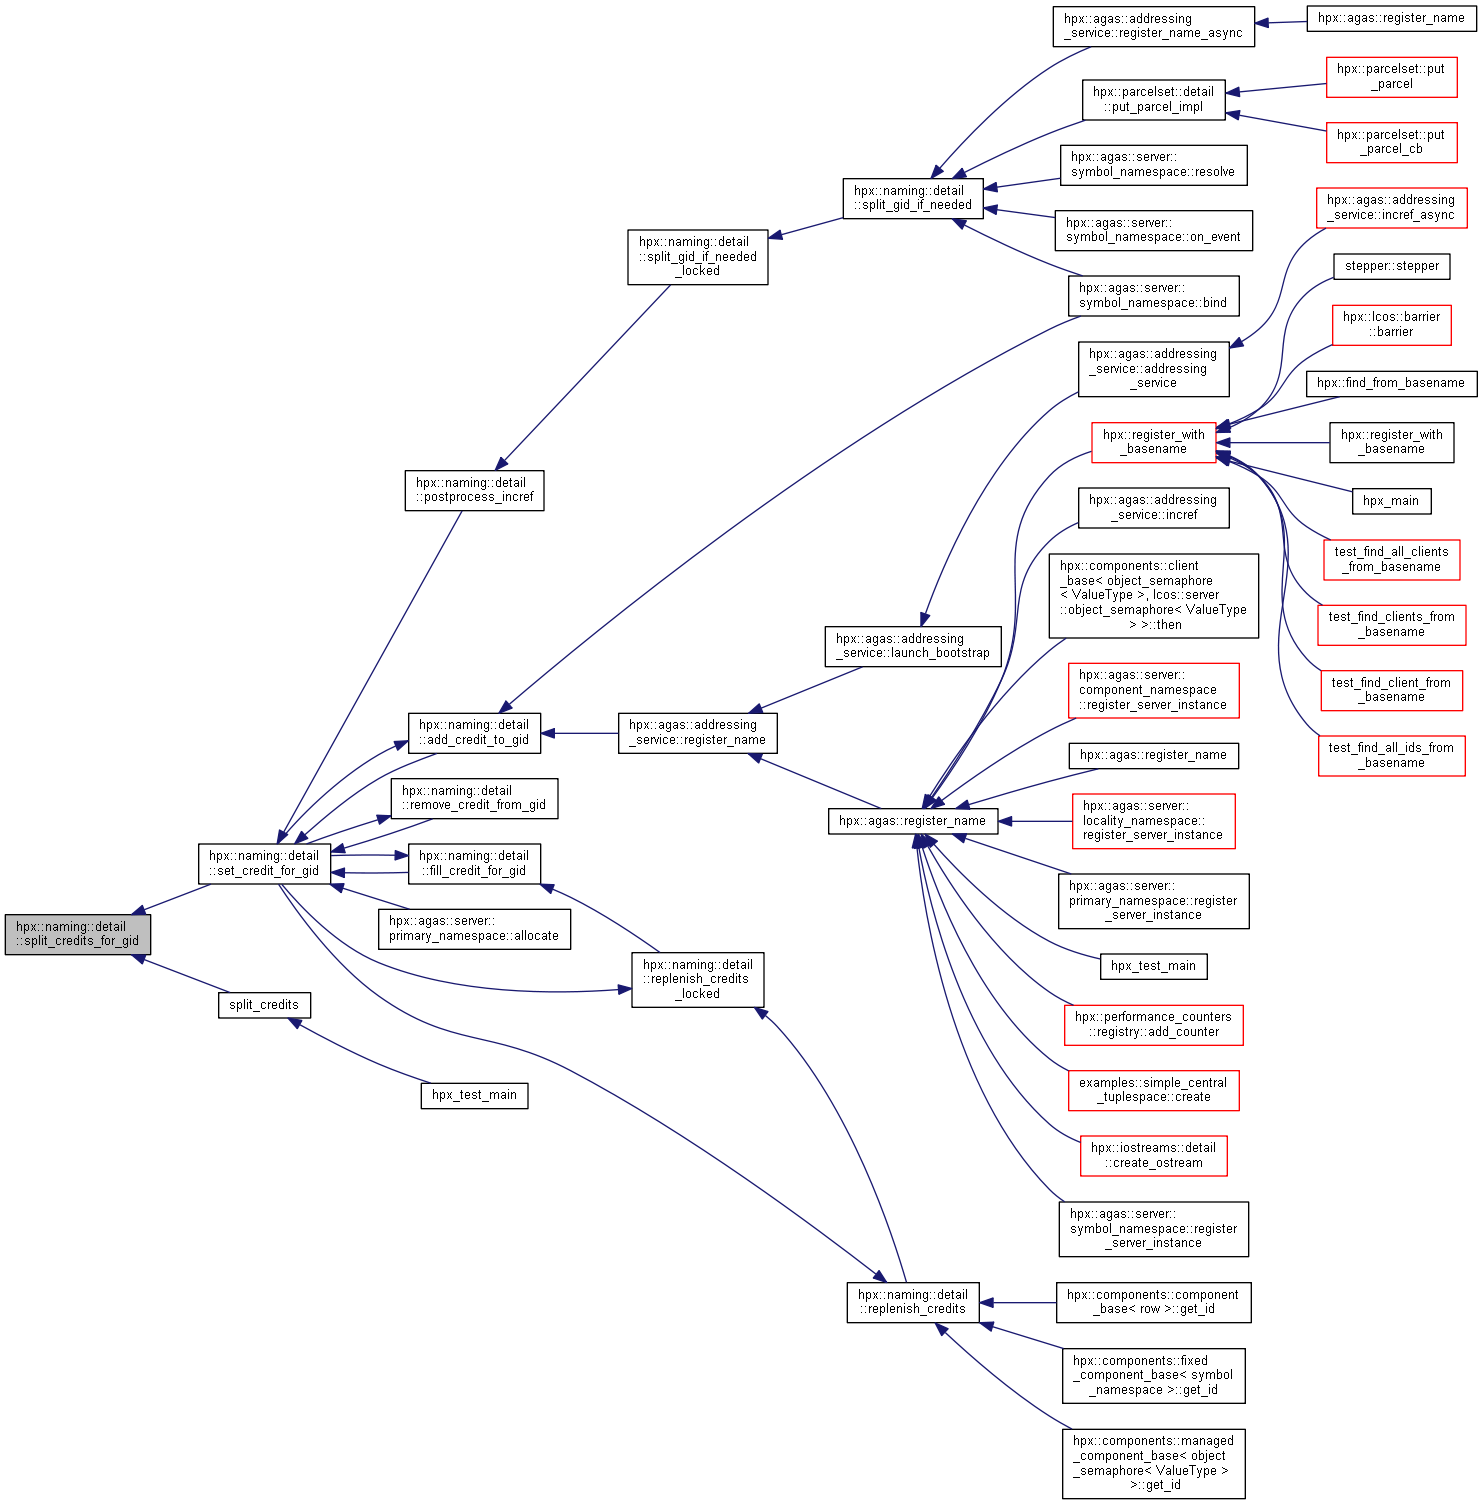 hpx::agas::addressing
_service::register_name_async
hpx::agas::register_name
hpx::parcelset::put
_parcel
hpx::parcelset::detail
::put_parcel_impl
hpx::parcelset::put
_parcel_cb
hpx::agas::server::
symbol_namespace::resolve
hpx::naming::detail
::split_gid_if_needed
hpx::agas::addressing
_service::incref_async
hpx::agas::server::
symbol_namespace::on_event
hpx::naming::detail
::split_gid_if_needed
_locked
stepper::stepper
hpx::agas::server::
symbol_namespace::bind
hpx::lcos::barrier
::barrier
hpx::agas::addressing
_service::addressing
_service
hpx::find_from_basename
hpx::register_with
_basename
hpx::register_with
_basename
hpx::naming::detail
::postprocess_incref
hpx::agas::addressing
_service::incref
hpx_main
test_find_all_clients
_from_basename
hpx::components::client
_base< object_semaphore
< ValueType >, lcos::server
::object_semaphore< ValueType
> >::then
test_find_clients_from
_basename
hpx::agas::addressing
_service::launch_bootstrap
hpx::agas::server::
component_namespace
::register_server_instance
test_find_client_from
_basename
hpx::naming::detail
::add_credit_to_gid
hpx::agas::addressing
_service::register_name
hpx::agas::register_name
test_find_all_ids_from
_basename
hpx::naming::detail
::remove_credit_from_gid
hpx::agas::register_name
hpx::agas::server::
locality_namespace::
register_server_instance
hpx::naming::detail
::set_credit_for_gid
hpx::naming::detail
::fill_credit_for_gid
hpx::agas::server::
primary_namespace::register
_server_instance
hpx::naming::detail
::split_credits_for_gid
hpx::agas::server::
primary_namespace::allocate
hpx::naming::detail
::replenish_credits
_locked
hpx_test_main
split_credits
hpx::performance_counters
::registry::add_counter
hpx_test_main
examples::simple_central
_tuplespace::create
hpx::iostreams::detail
::create_ostream
hpx::agas::server::
symbol_namespace::register
_server_instance
hpx::naming::detail
::replenish_credits
hpx::components::component
_base< row >::get_id
hpx::components::fixed
_component_base< symbol
_namespace >::get_id
hpx::components::managed
_component_base< object
_semaphore< ValueType >
>::get_id